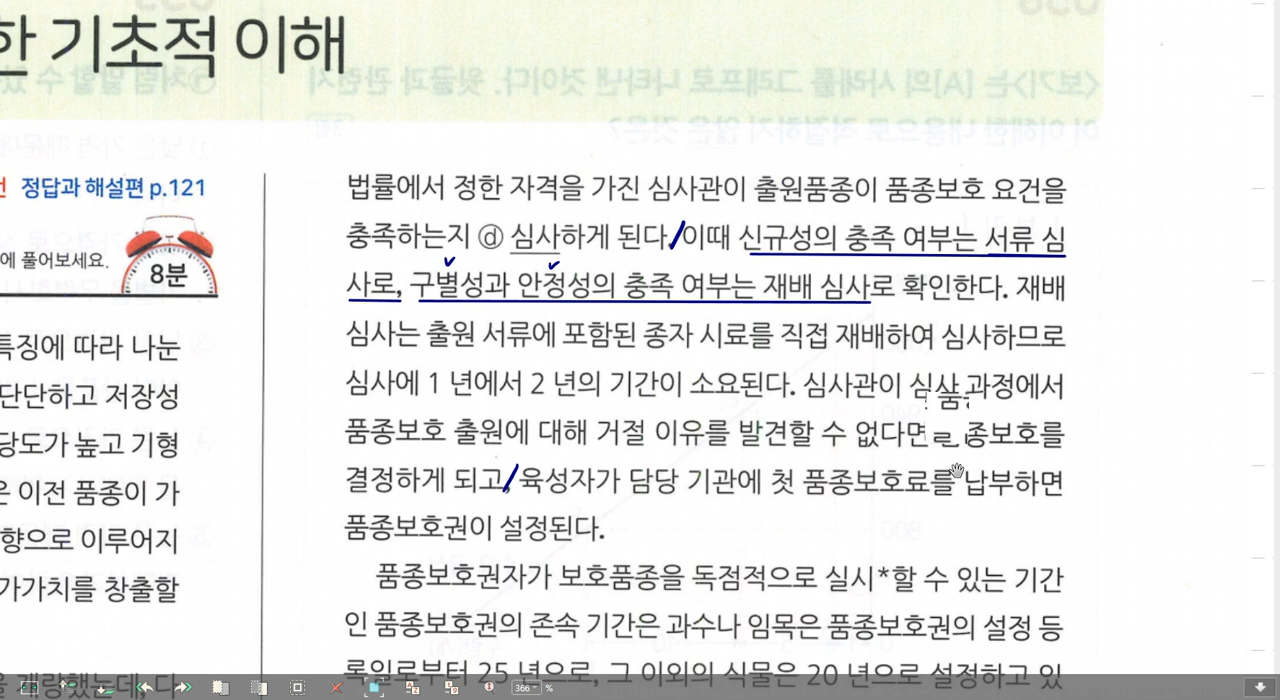 한 기초적 이해
정답과 해설편 p.121
에 풀어보세요.
8분
특징에 따라 나눈
단단하고 저장성
당도가 높고 기형
은 이전 품종이 가
향으로 이루어지
가가치를 창출할
을 개량했는데, 다
법률에서 정한 자격을 가진 심사관이 출원품종이 품종보호 요건을
충족하는지 ⓓ 심사하게 된다. 이때 신규성의 충족 여부는 서류 심
사로, 구별성과 안정성의 충족 여부는 재배 심사로 확인한다. 재배
심사는 출원 서류에 포함된 종자 시료를 직접 재배하여 심사하므로
심사에 1 년에서 2 년의 기간이 소요된다. 심사관이 심사 과정에서
품종보호 출원에 대해 거절 이유를 발견할 수 없다면 종보호를
결정하게 되고, 육성자가 담당 기관에 첫 품종보호료를 납부하면
품종보호권이 설정된다.
품종보호권자가 보호품종을 독점적으로 실시*할 수 있는 기간
인 품종보호권의 존속 기간은 과수나 임목은 품종보호권의 설정 등
록일로부터 25 년으로, 그 이외의 식물은 20 년으로 설정하고 있
366 %